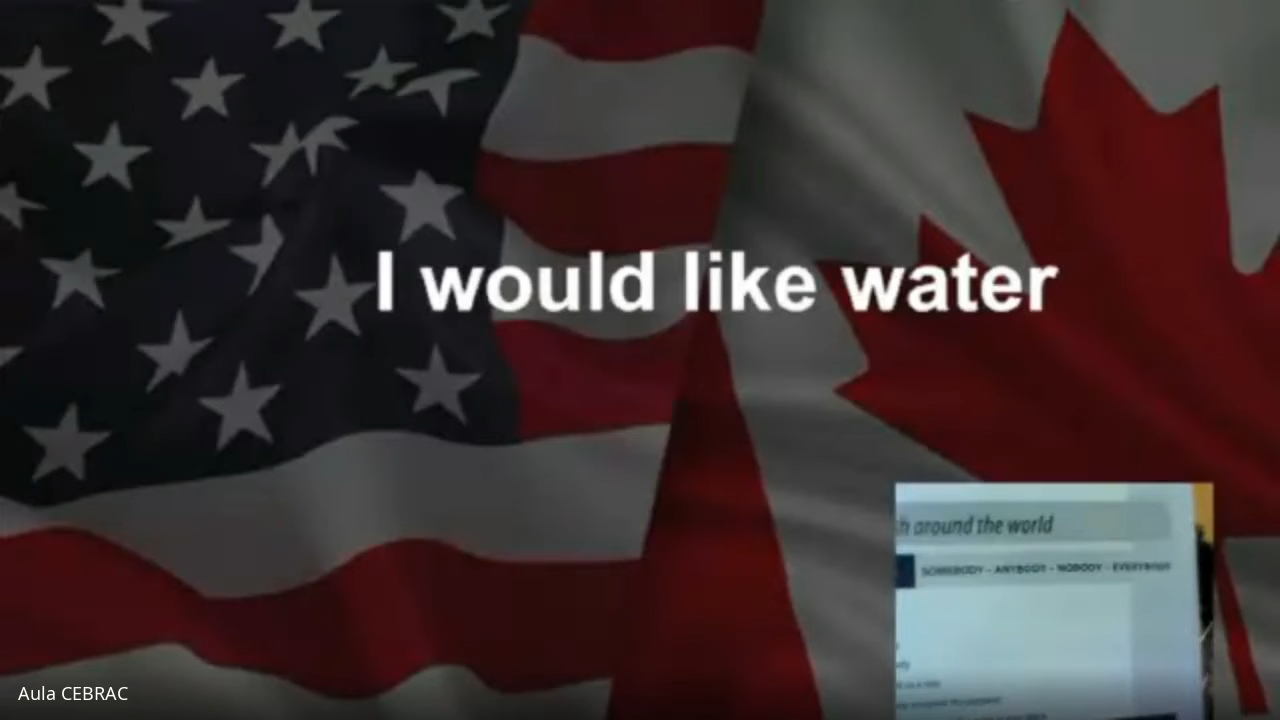 I would like water
h around the world
SOMEBODY - ANYBODY - NOBODY - EVERYBODY
Aula CEBRAC